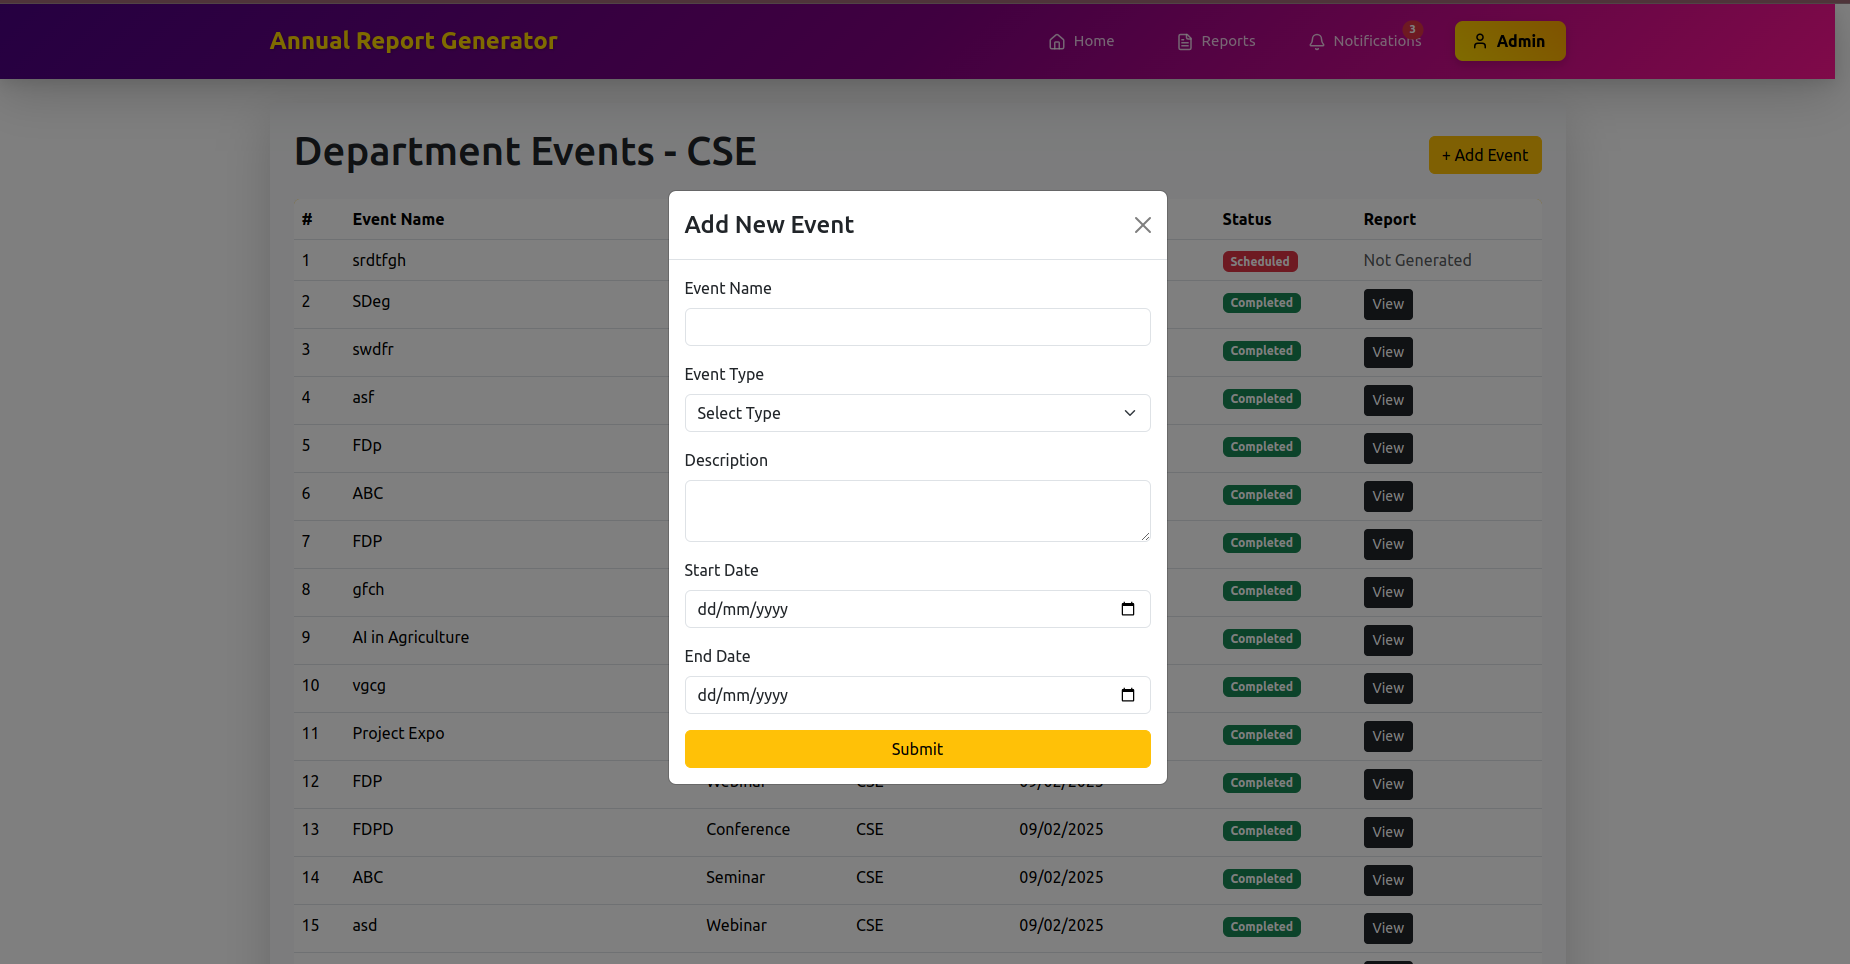 Annual Report Generator
Home Reports Notifications 3 Admin
Department Events - CSE
+ Add Event
# Event Name Status Report
Add New Event
1 srdtfgh Scheduled Not Generated
Event Name
2 SDeg Completed View
3 swdfr Completed View
Event Type
4 asf Completed View
Select Type
5 FDp Completed View
Description
6 ABC Completed View
7 FDP Completed View
Start Date
8 gfch Completed View
dd/mm/yyyy
9 AI in Agriculture Completed View
End Date
10 vgcg Completed View
dd/mm/yyyy
11 Project Expo Completed View
Submit
12 FDP Webinar CSE 09/02/2025 Completed View
13 FDPD Conference CSE 09/02/2025 Completed View
14 ABC Seminar CSE 09/02/2025 Completed View
15 asd Webinar CSE 09/02/2025 Completed View